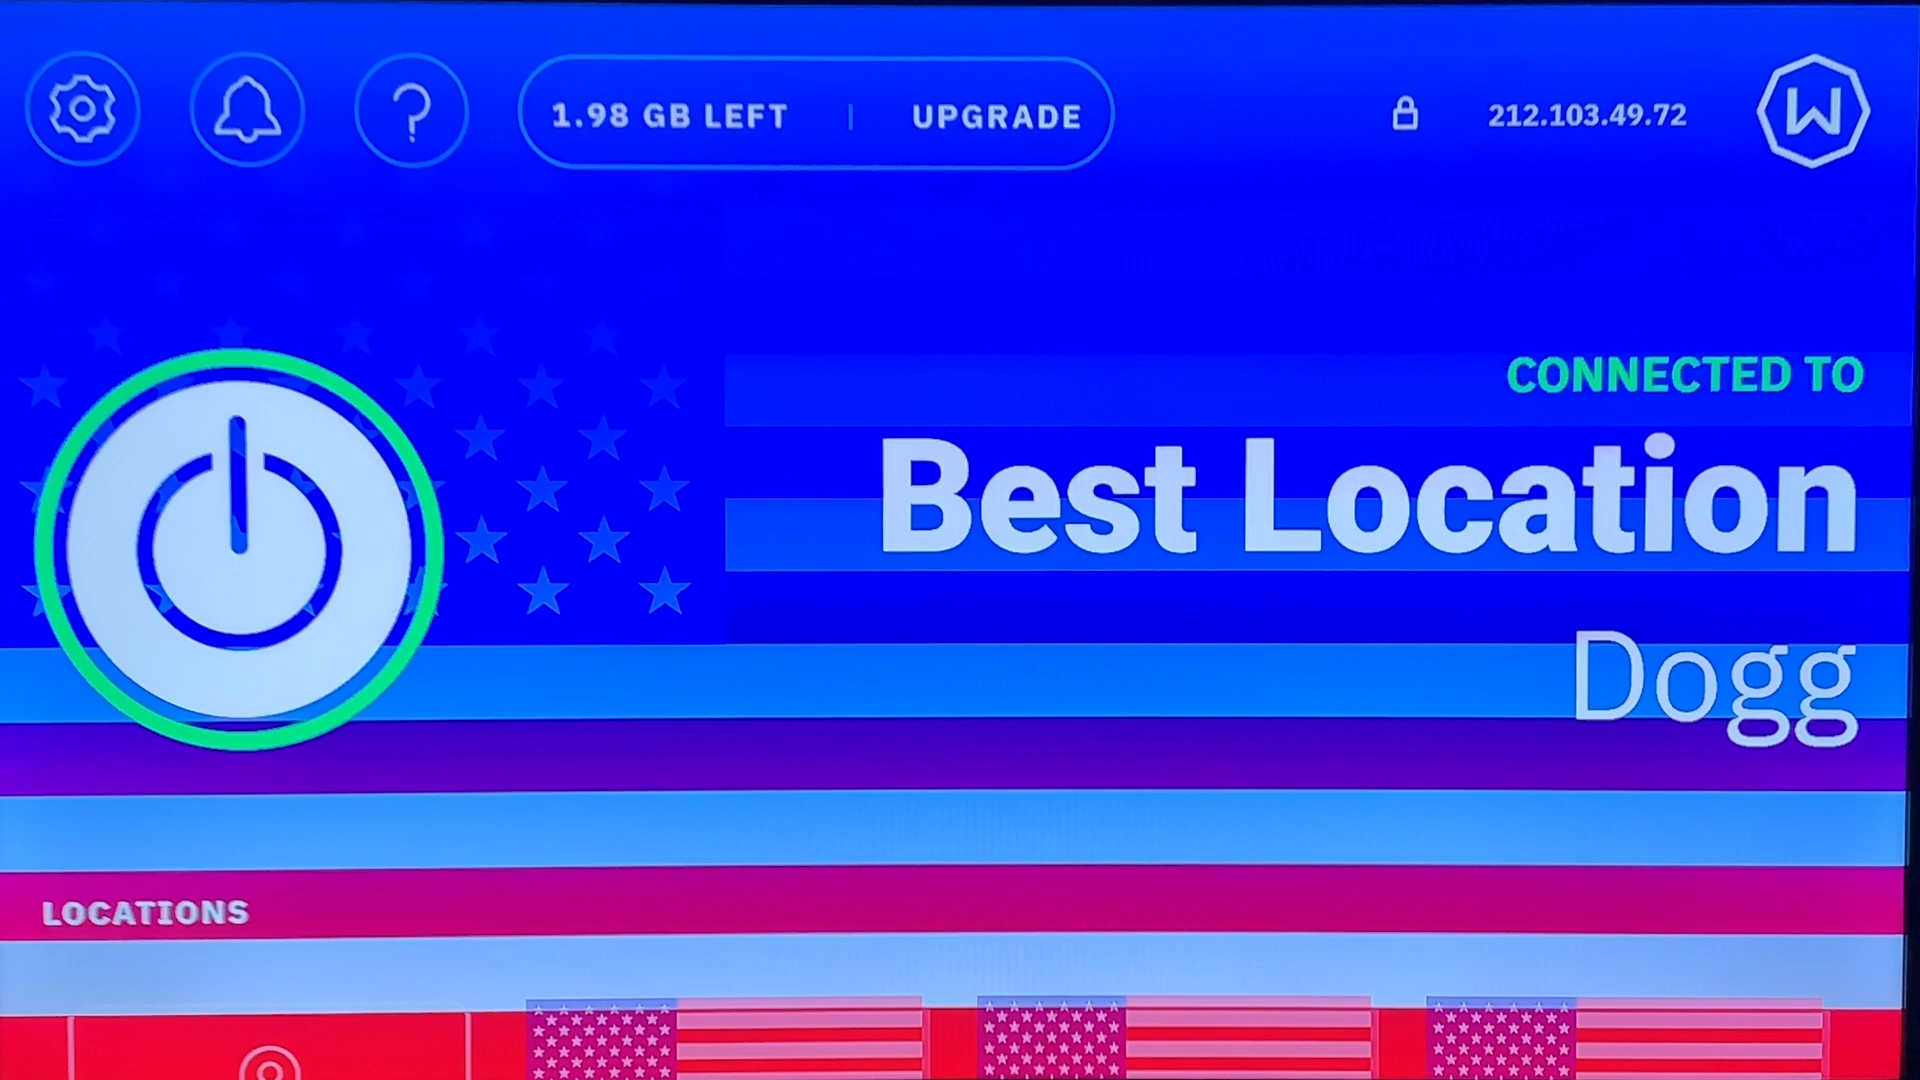 1.98 GB LEFT | UPGRADE 212.103.49.72
CONNECTED TO
Best Location
Dogg
LOCATIONS